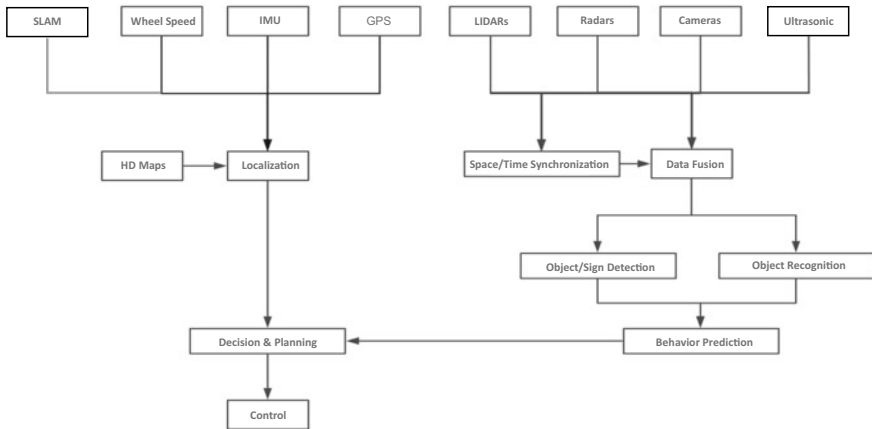 SLAM
Wheel Speed
IMU
GPS
LIDARs
Radars
Cameras
Ultrasonic
HD Maps
Localization
Space/Time Synchronization
Data Fusion
Object/Sign Detection
Object Recognition
Decision & Planning
Behavior Prediction
Control